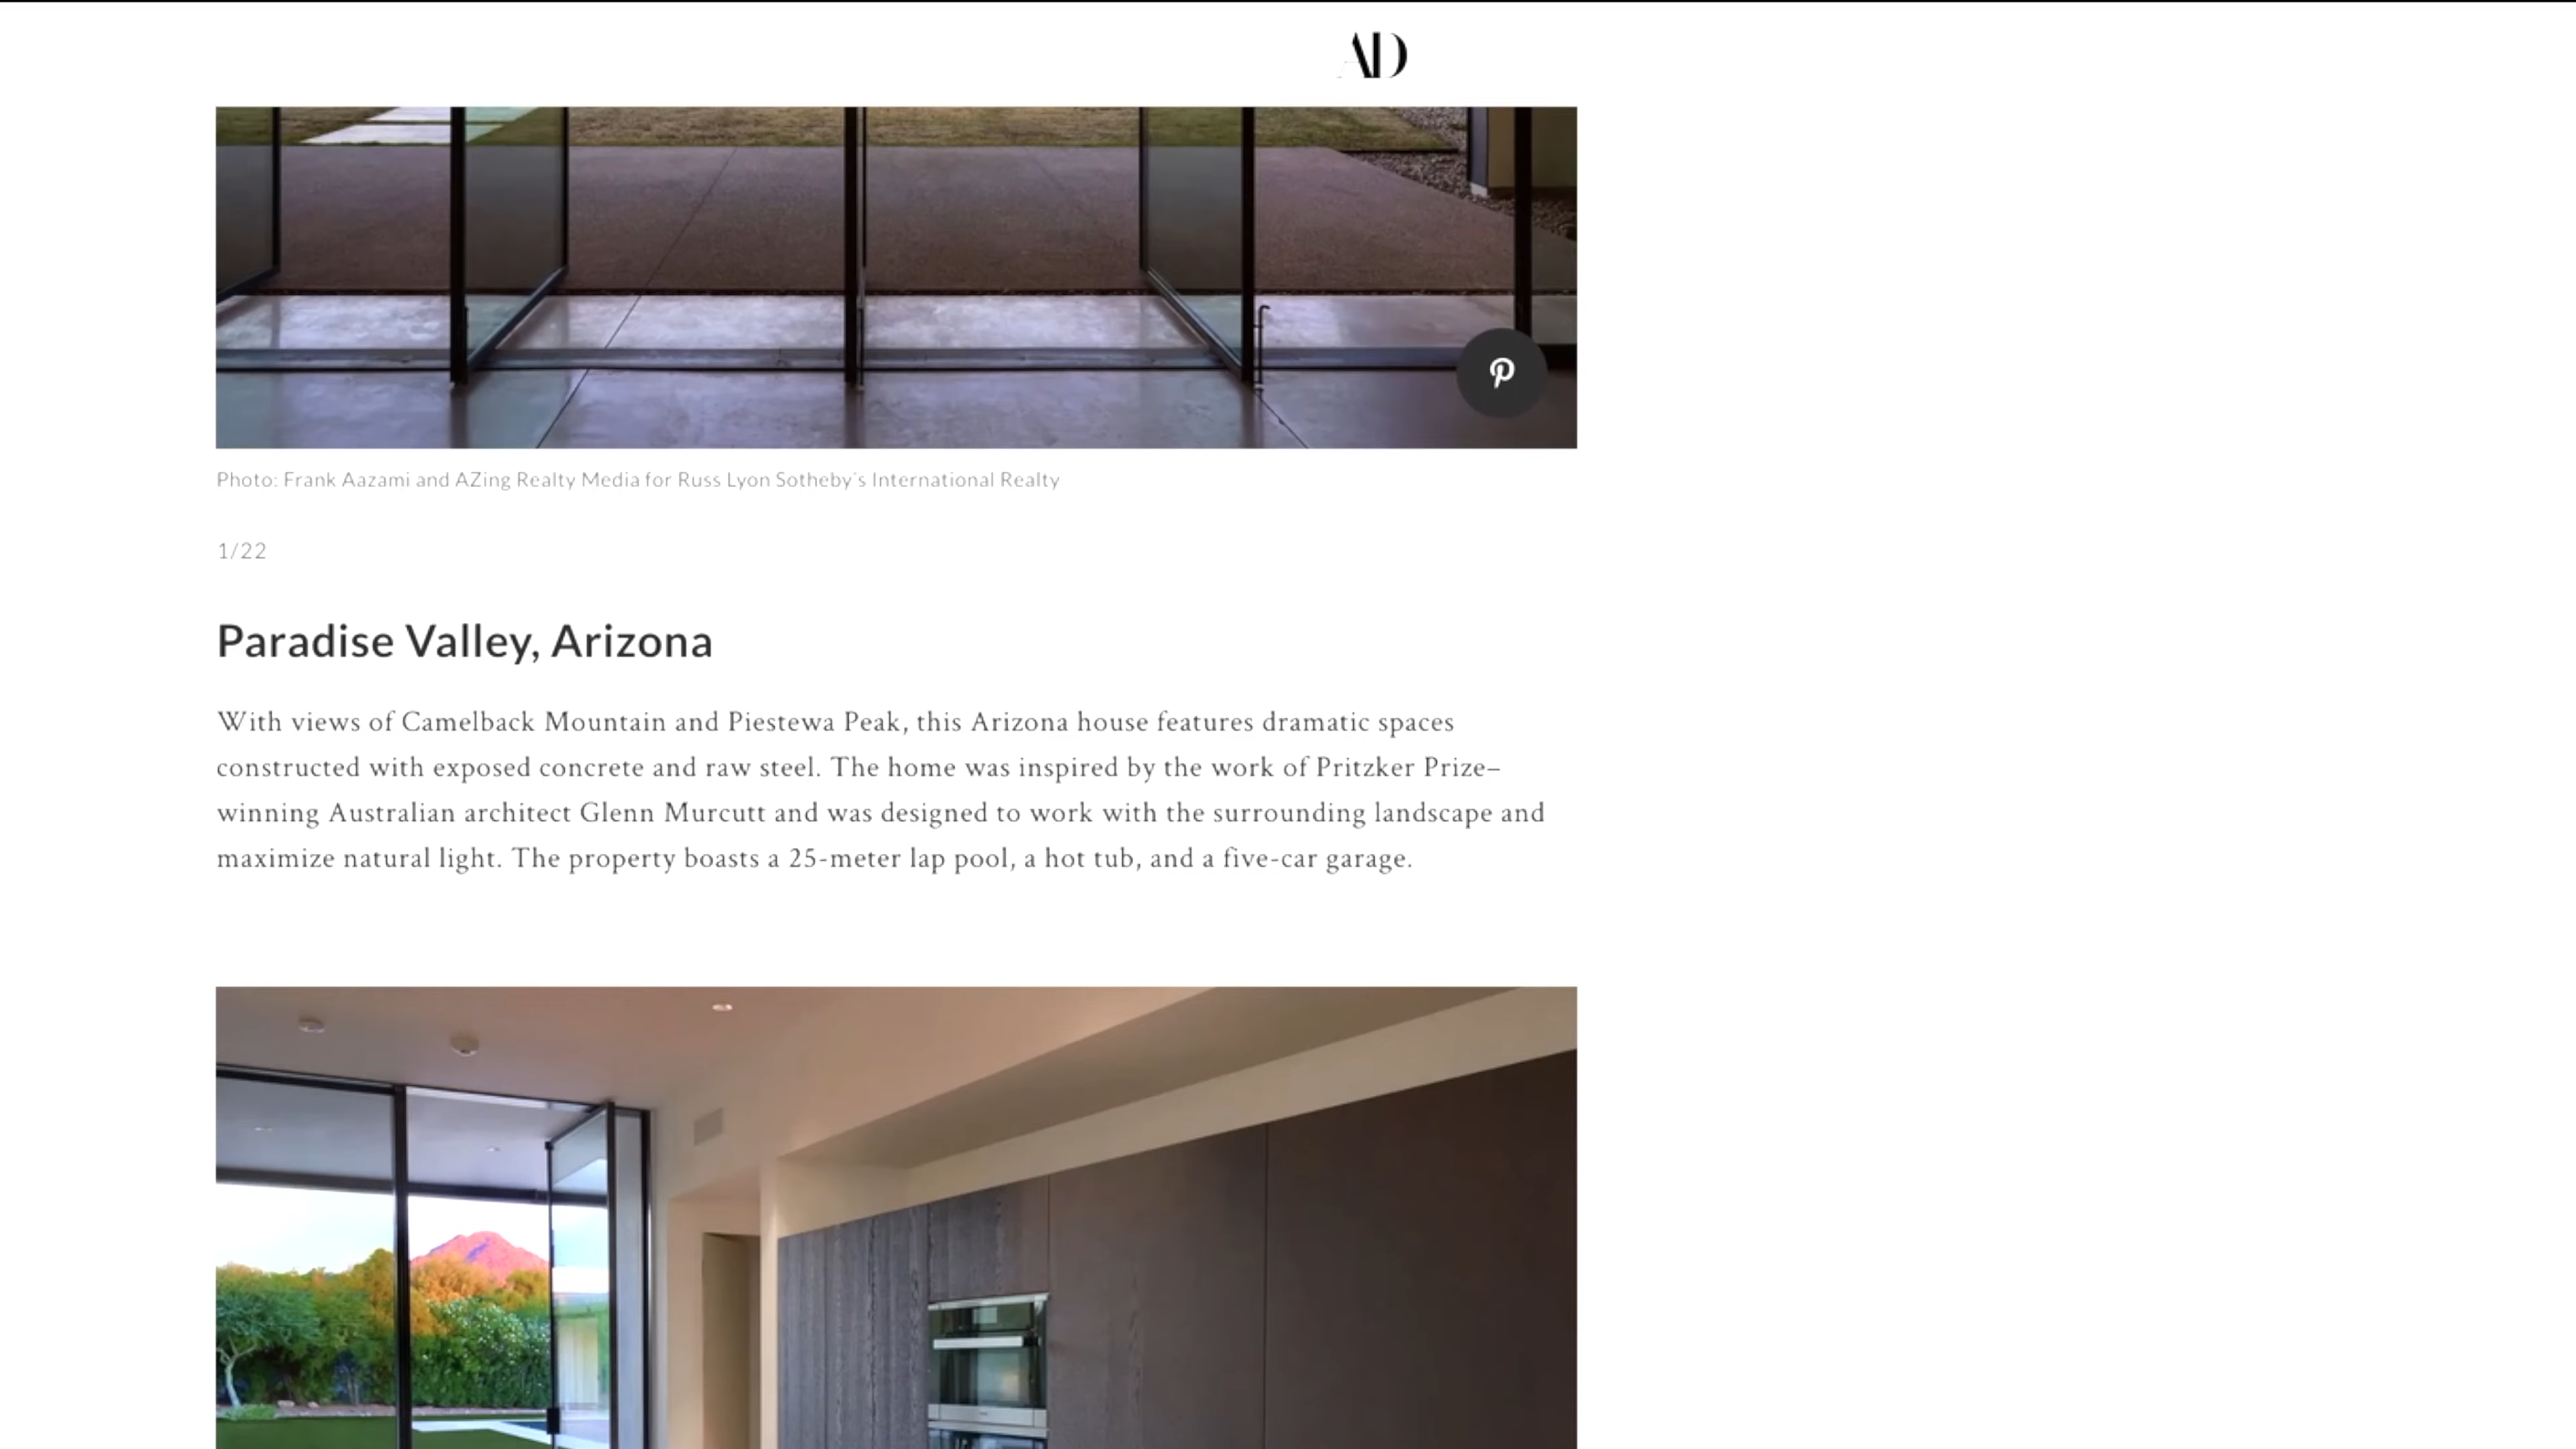 AD
Photo: Frank Aazami and AZing Realty Media for Russ Lyon Sotheby's International Realty
1/22
Paradise Valley, Arizona
With views of Camelback Mountain and Piestewa Peak, this Arizona house features dramatic spaces
constructed with exposed concrete and raw steel. The home was inspired by the work of Pritzker Prize–
winning Australian architect Glenn Murcutt and was designed to work with the surrounding landscape and
maximize natural light. The property boasts a 25-meter lap pool, a hot tub, and a five-car garage.